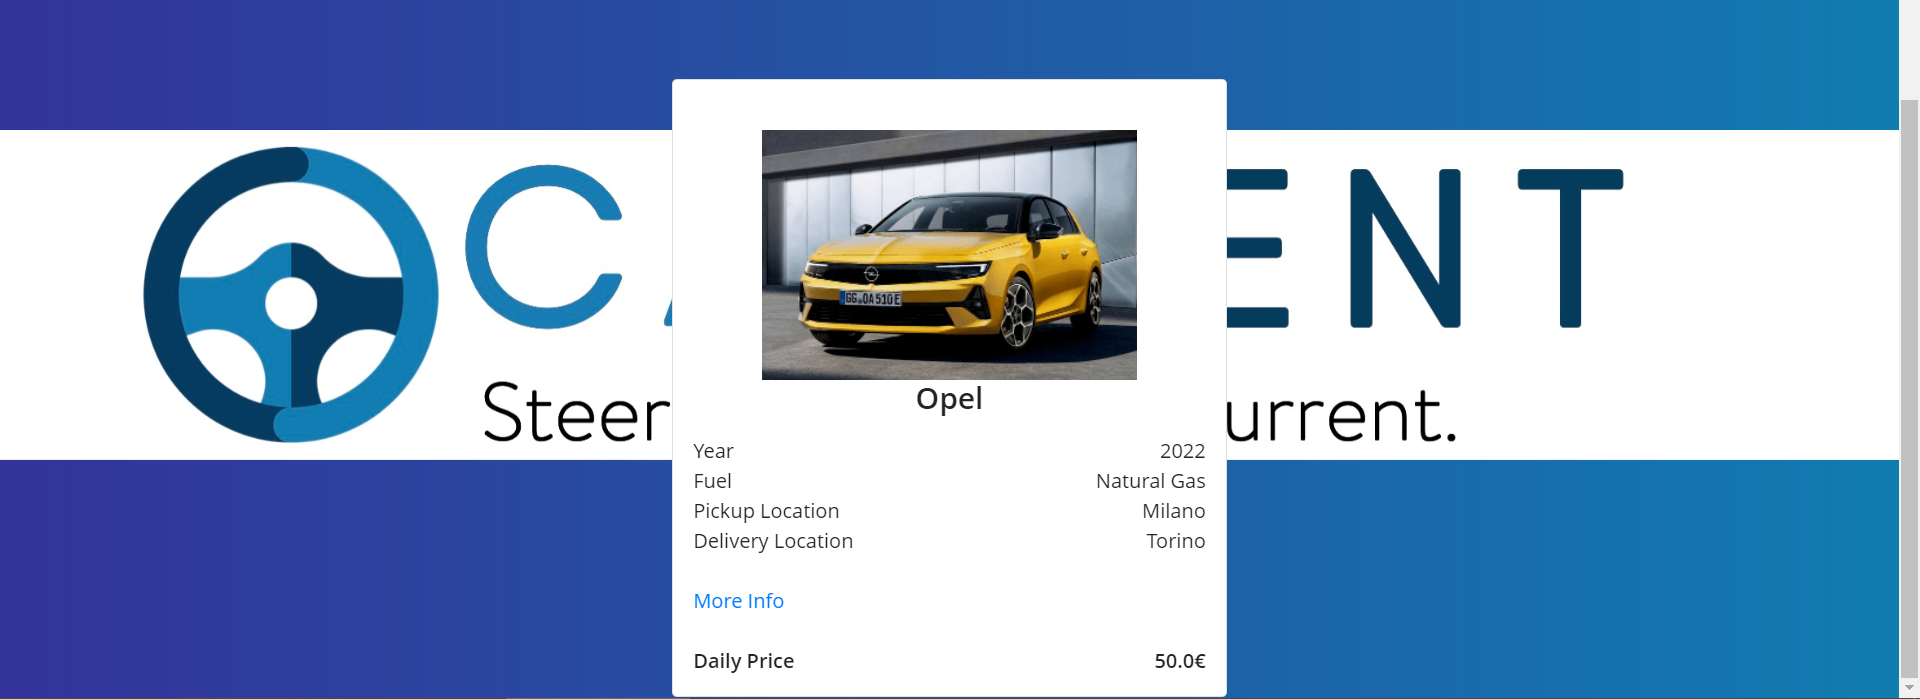 C ENT
Steer urrent.
GG OA 510E
Opel
Year 2022
Fuel Natural Gas
Pickup Location Milano
Delivery Location Torino
More Info
Daily Price 50.0€